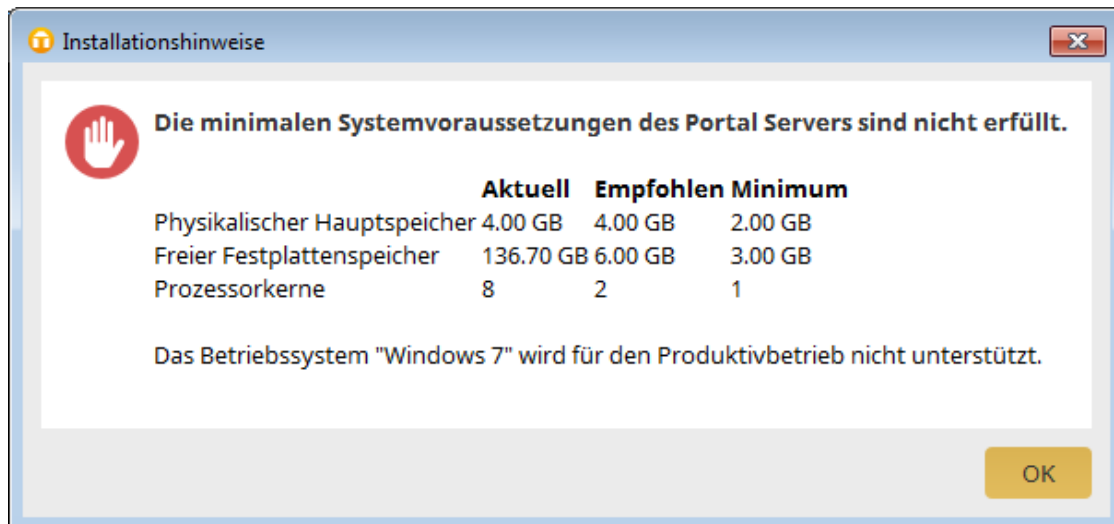 Installationshinweise
Die minimalen Systemvoraussetzungen des Portal Servers sind nicht erfüllt.
Aktuell Empfohlen Minimum
Physikalischer Hauptspeicher 4.00 GB 4.00 GB 2.00 GB
Freier Festplattenspeicher 136.70 GB 6.00 GB 3.00 GB
Prozessorkerne 8 2 1
Das Betriebssystem "Windows 7" wird für den Produktivbetrieb nicht unterstützt.
OK